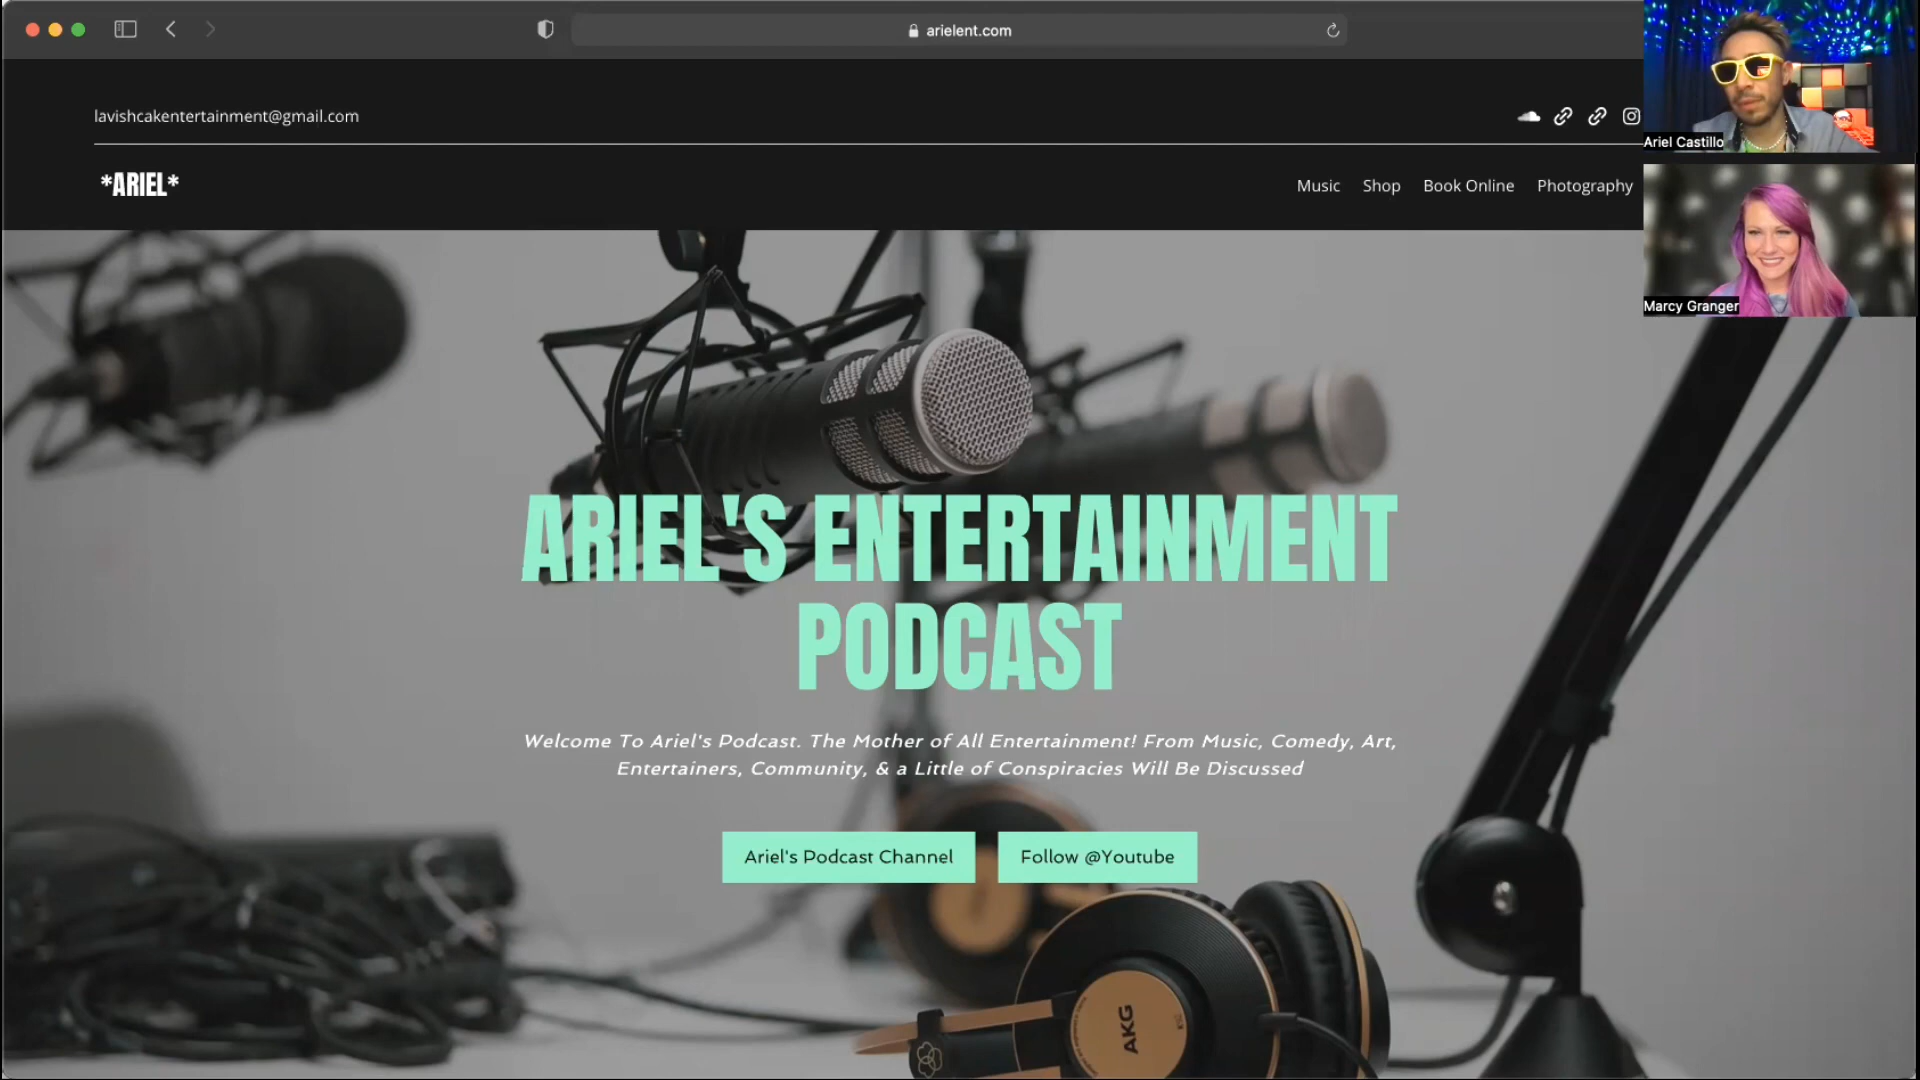 arielent.com
lavishcakentertainment@gmail.com
*ARIEL*
Music Shop Book Online Photography
Ariel Castillo
Marcy Granger
ARIEL'S ENTERTAINMENT
PODCAST
Welcome To Ariel's Podcast. The Mother of All Entertainment! From Music, Comedy, Art,
Entertainers, Community, & a Little of Conspiracies Will Be Discussed
Ariel's Podcast Channel Follow @Youtube
AKG